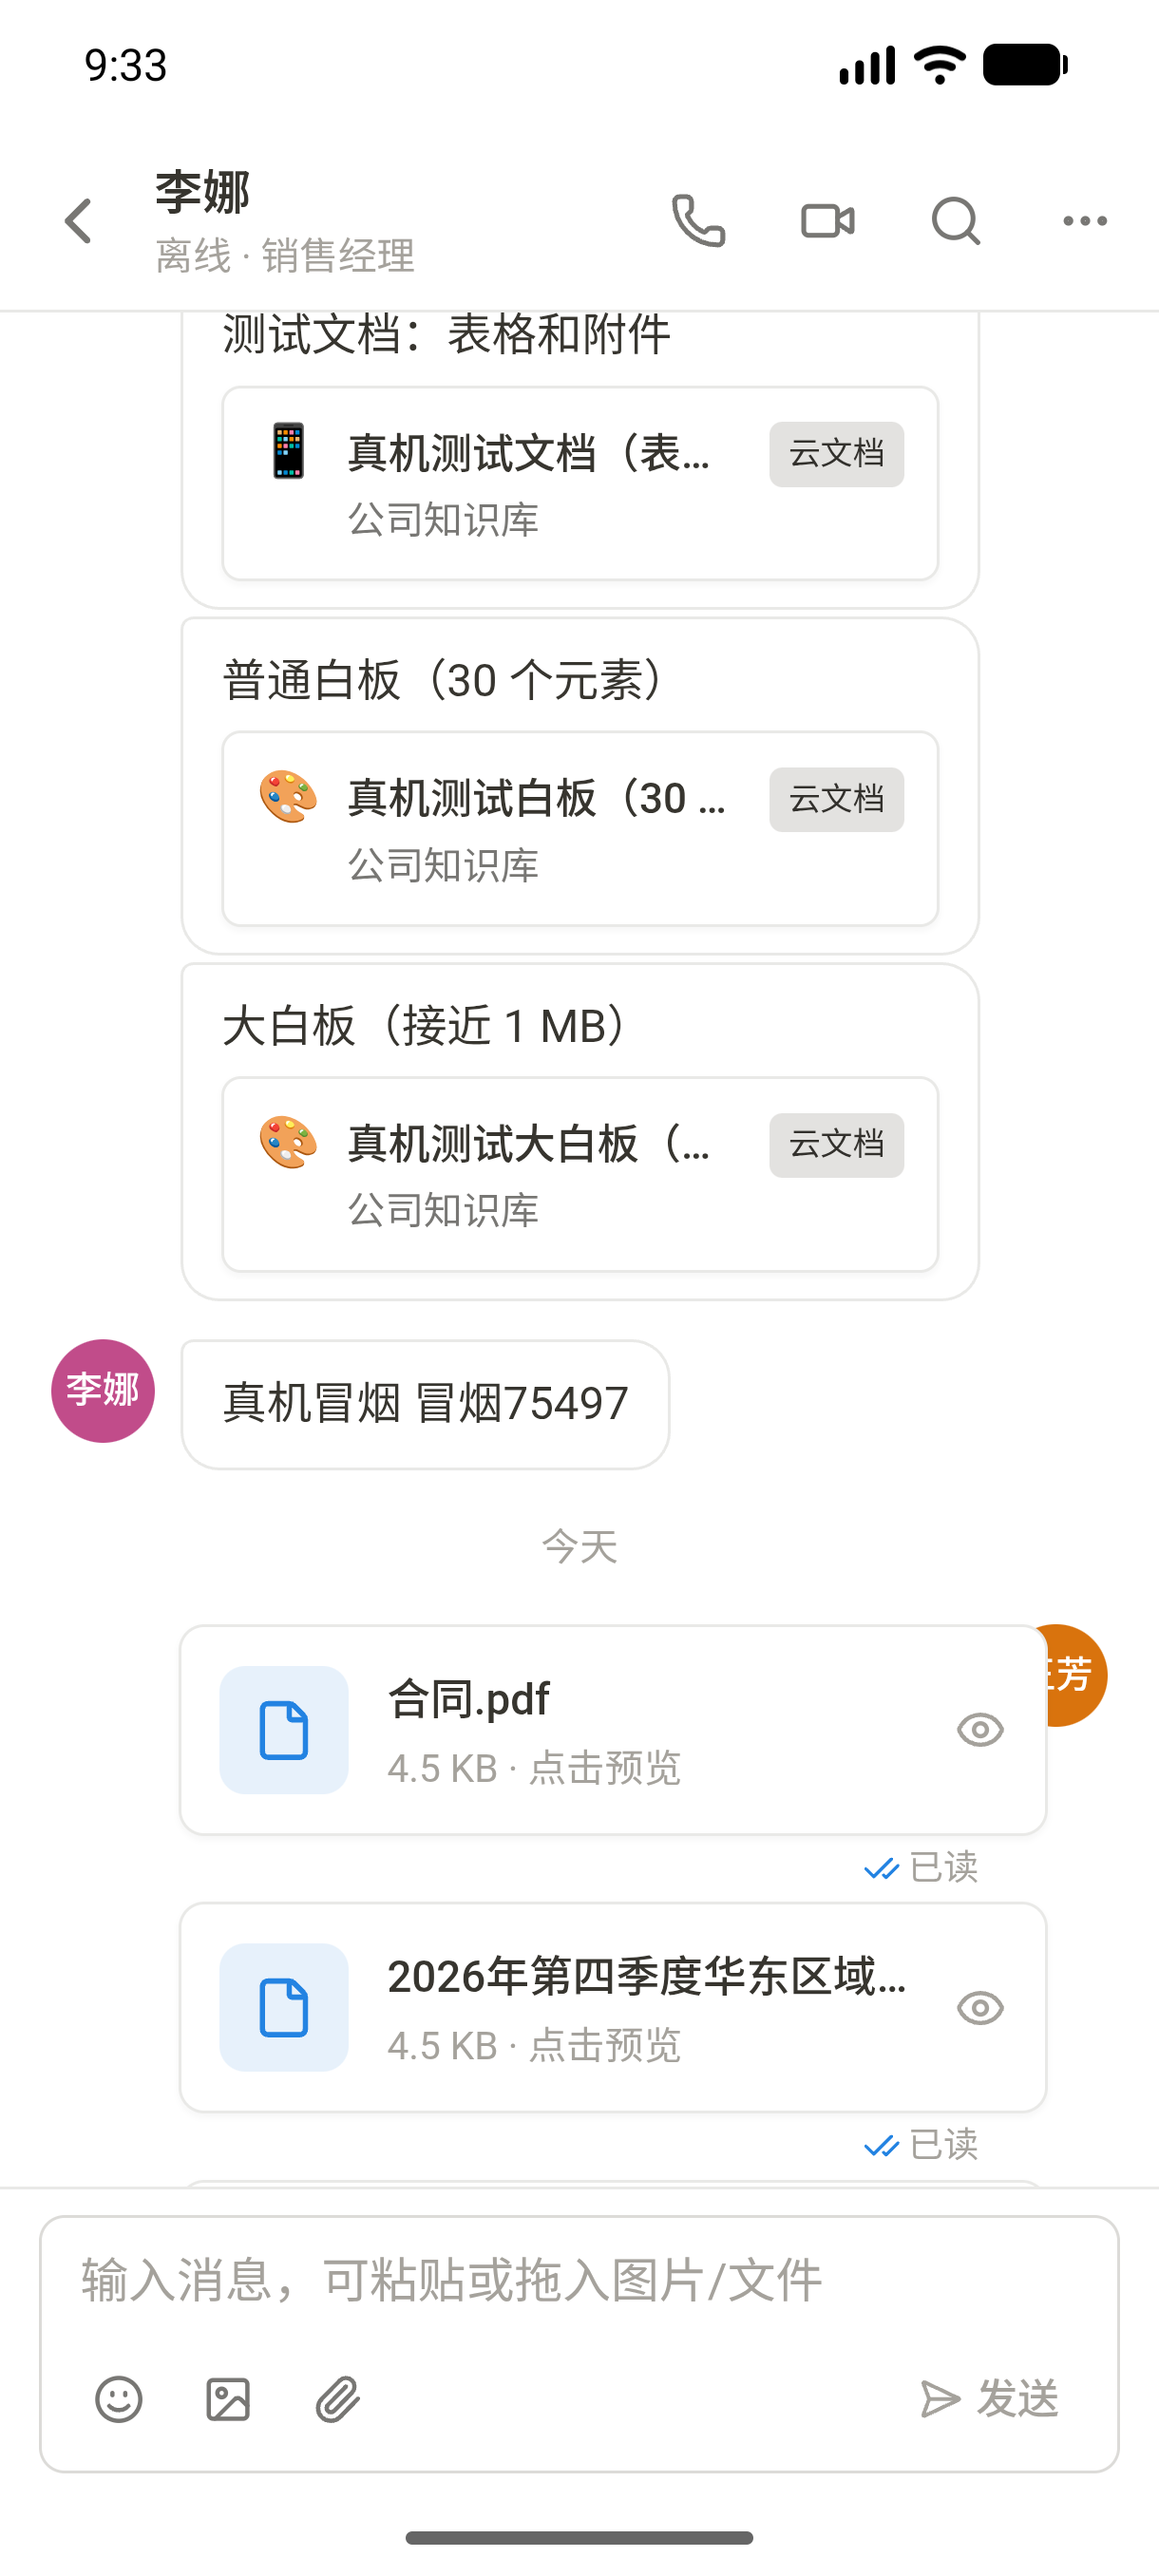 9:33
李娜
离线 · 销售经理
测试文档：表格和附件
真机测试文档（表...
云文档
公司知识库
普通白板（30 个元素）
真机测试白板（30 ...
云文档
公司知识库
大白板（接近 1 MB）
真机测试大白板（...
云文档
公司知识库
李娜
真机冒烟 冒烟75497
今天
合同.pdf
芳
4.5 KB · 点击预览
已读
2026年第四季度华东区域...
4.5 KB · 点击预览
已读
输入消息，可粘贴或拖入图片/文件
发送